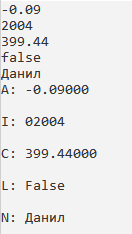 -0.09
2004
399.44
false
Данил
A: -0.09000
I: 02004
C: 399.44000
L: False
N: Данил